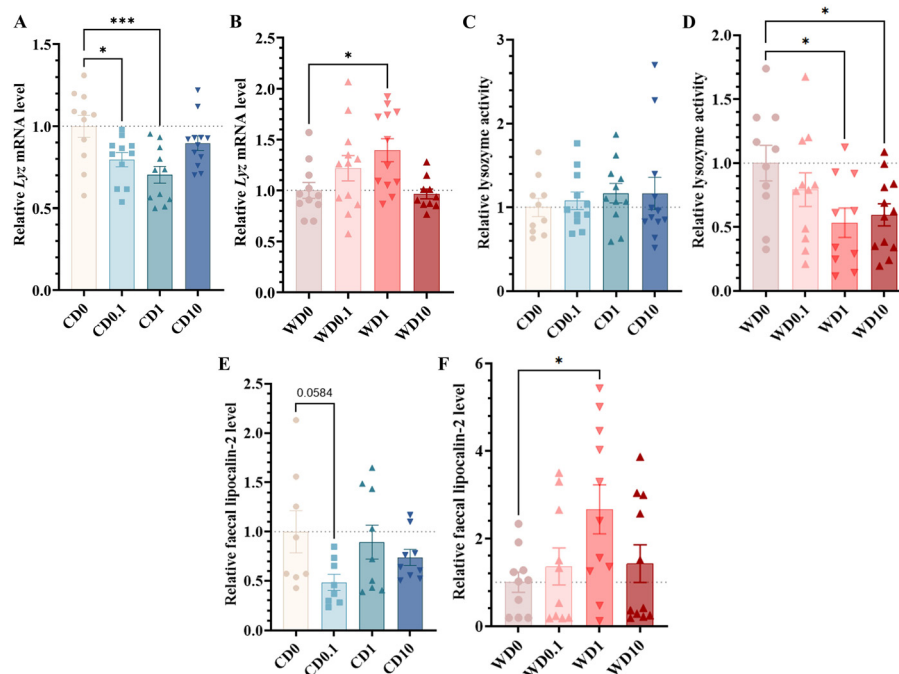 A
Relative Lyz mRNA level
1.5
1.0
0.5
0.0
***
*
CD0
CD0.1
CD1
CD10
B
Relative Lyz mRNA level
2.5
2.0
1.5
1.0
0.5
0.0
*
WD0
WD0.1
WD1
WD10
C
Relative lysozyme activity
3
2
1
0
CD0
CD0.1
CD1
CD10
D
Relative lysozyme activity
2.0
1.5
1.0
0.5
0.0
*
*
WD0
WD0.1
WD1
WD10
E
Relative faecal lipocalin-2 level
2.5
2.0
1.5
1.0
0.5
0.0
0.0584
CD0
CD0.1
CD1
CD10
F
Relative faecal lipocalin-2 level
6
4
2
0
*
WD0
WD0.1
WD1
WD10